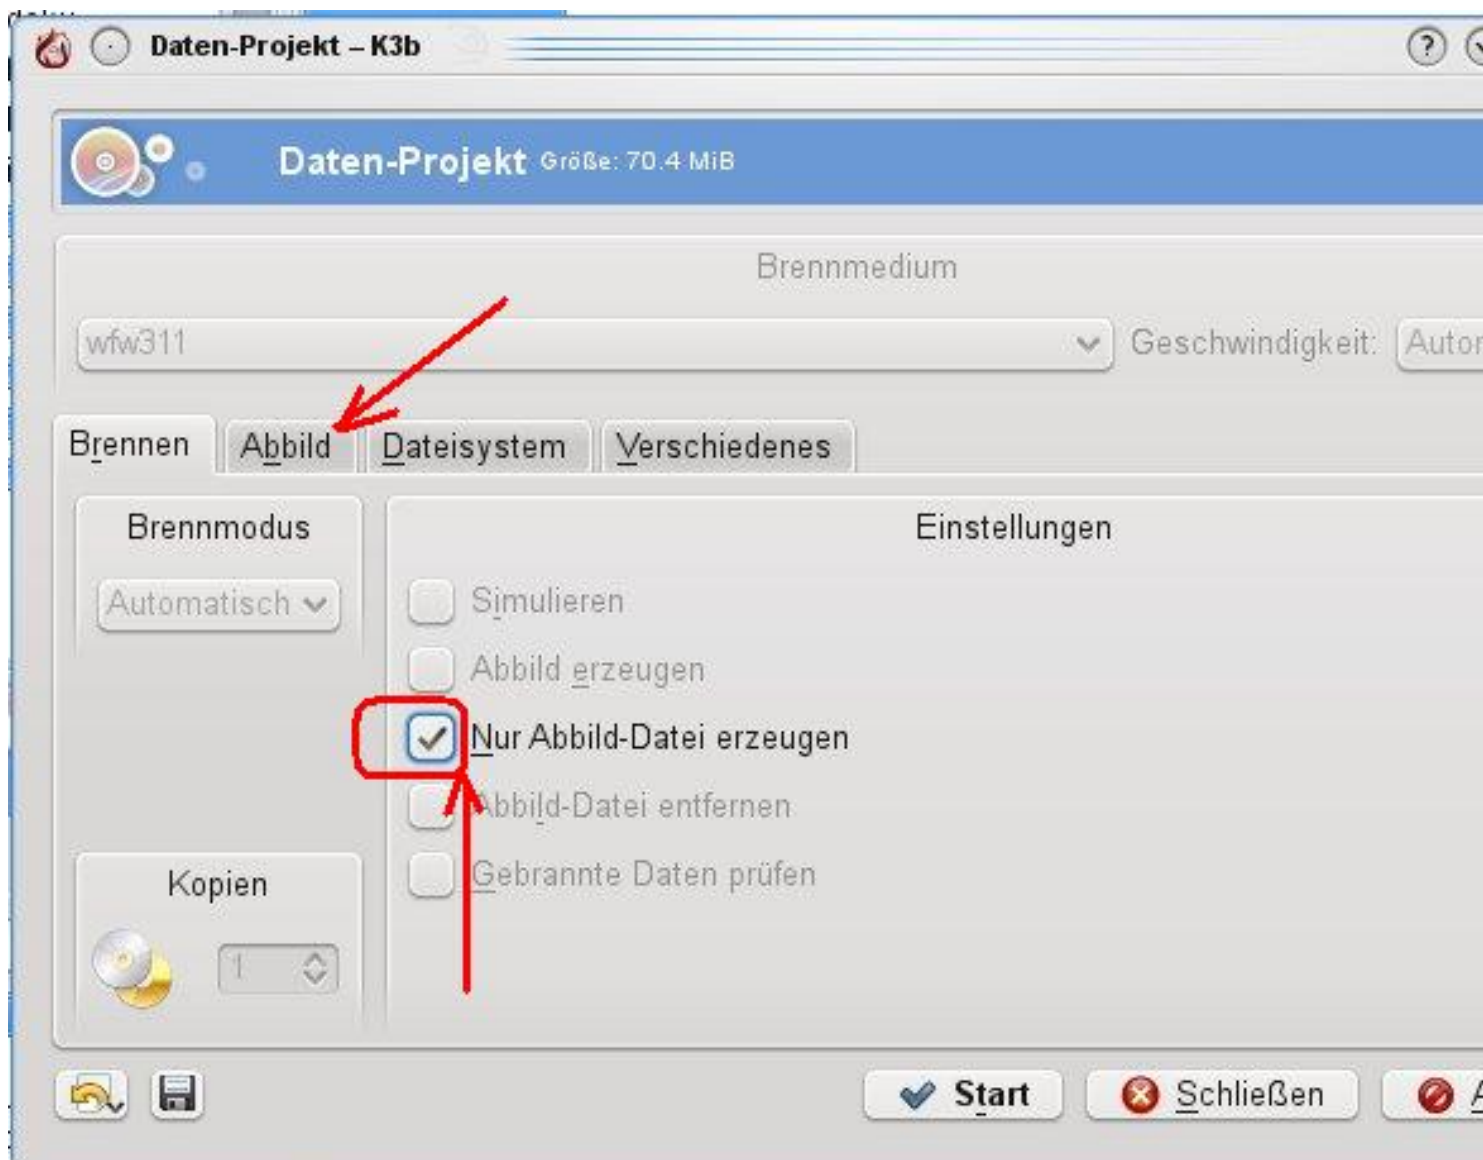 Daten-Projekt – K3b
Daten-Projekt Größe: 70.4 MiB
Brennmedium
wfw311 Geschwindigkeit:
Brennen Abbild Dateisystem Verschiedenes
Brennmodus Einstellungen
Automatisch
Simulieren
Abbild erzeugen
Nur Abbild-Datei erzeugen
Abbild-Datei entfernen
Gebrannte Daten prüfen
Kopien
1
Start Schließen